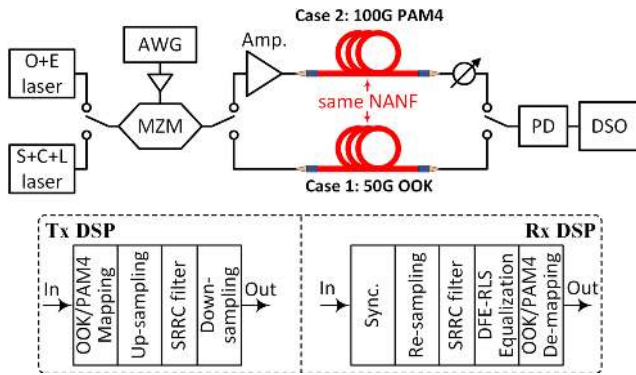 Case 2: 100G PAM4
O+E
laser
AWG
Amp.
MZM
same NANF
S+C+L
laser
PD
DSO
Case 1: 50G OOK
Tx DSP
In
OOK/PAM4
Mapping
Up-sampling
SRRC filter
Down-
sampling
Out
Rx DSP
In
Sync.
Re-sampling
SRRC filter
DFE-RLS
Equalization
OOK/PAM4
De-mapping
Out